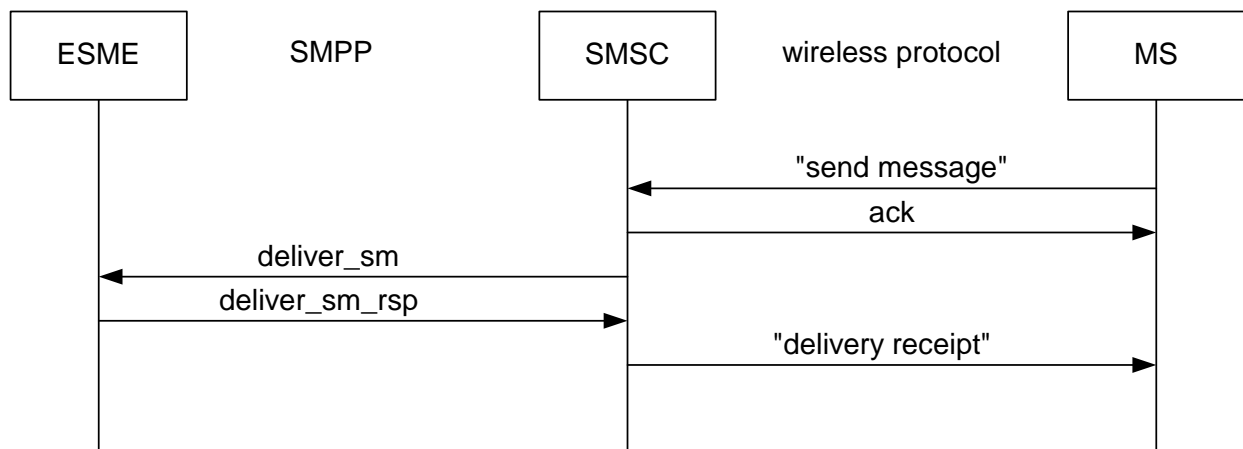 ESME
SMPP
SMSC
wireless protocol
MS
"send message"
ack
deliver_sm
deliver_sm_rsp
"delivery receipt"